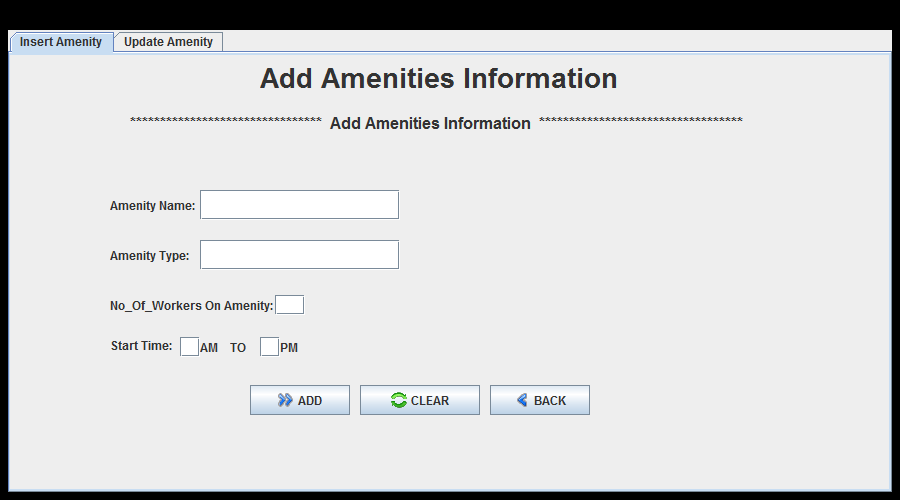 Insert Amenity Update Amenity
Add Amenities Information
******************************** Add Amenities Information **********************************
Amenity Name:
Amenity Type:
No_Of_Workers On Amenity:
Start Time: AM TO PM
ADD CLEAR BACK